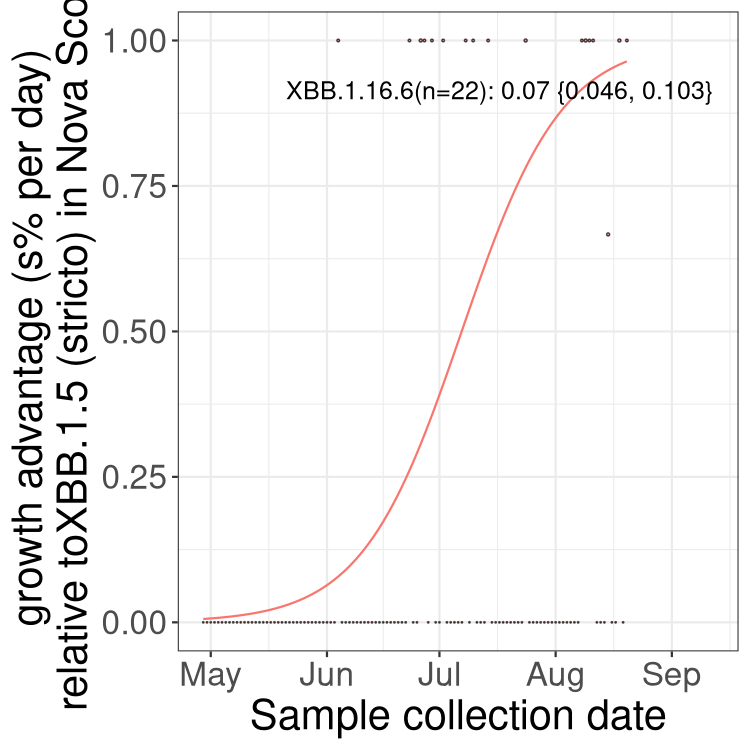 growth advantage (s% per day)
relative toXBB.1.5 (stricto) in Nova Sco
1.00
0.75
0.50
0.25
0.00
XBB.1.16.6(n=22): 0.07 {0.046, 0.103}
May Jun Jul Aug Sep
Sample collection date